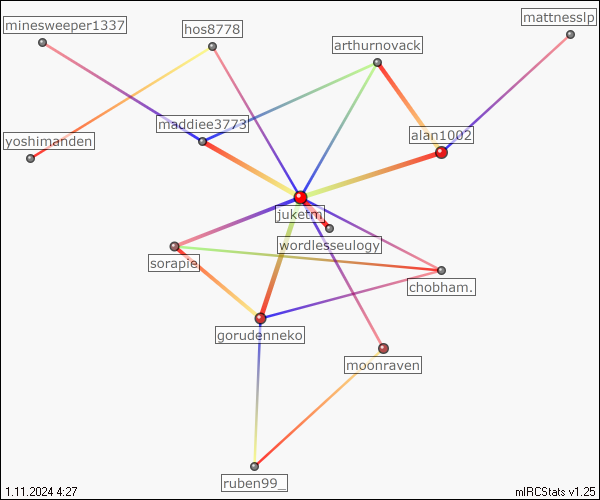 minesweeper1337
hos8778
mattnesslp
arthurnovack
maddiee3773
alan1002
yoshimanden
juketm
wordlesseulogy
sorapie
chobham.
gorudenneko
moonraven
ruben99_
1.11.2024 4:27
mIRCStats v1.25